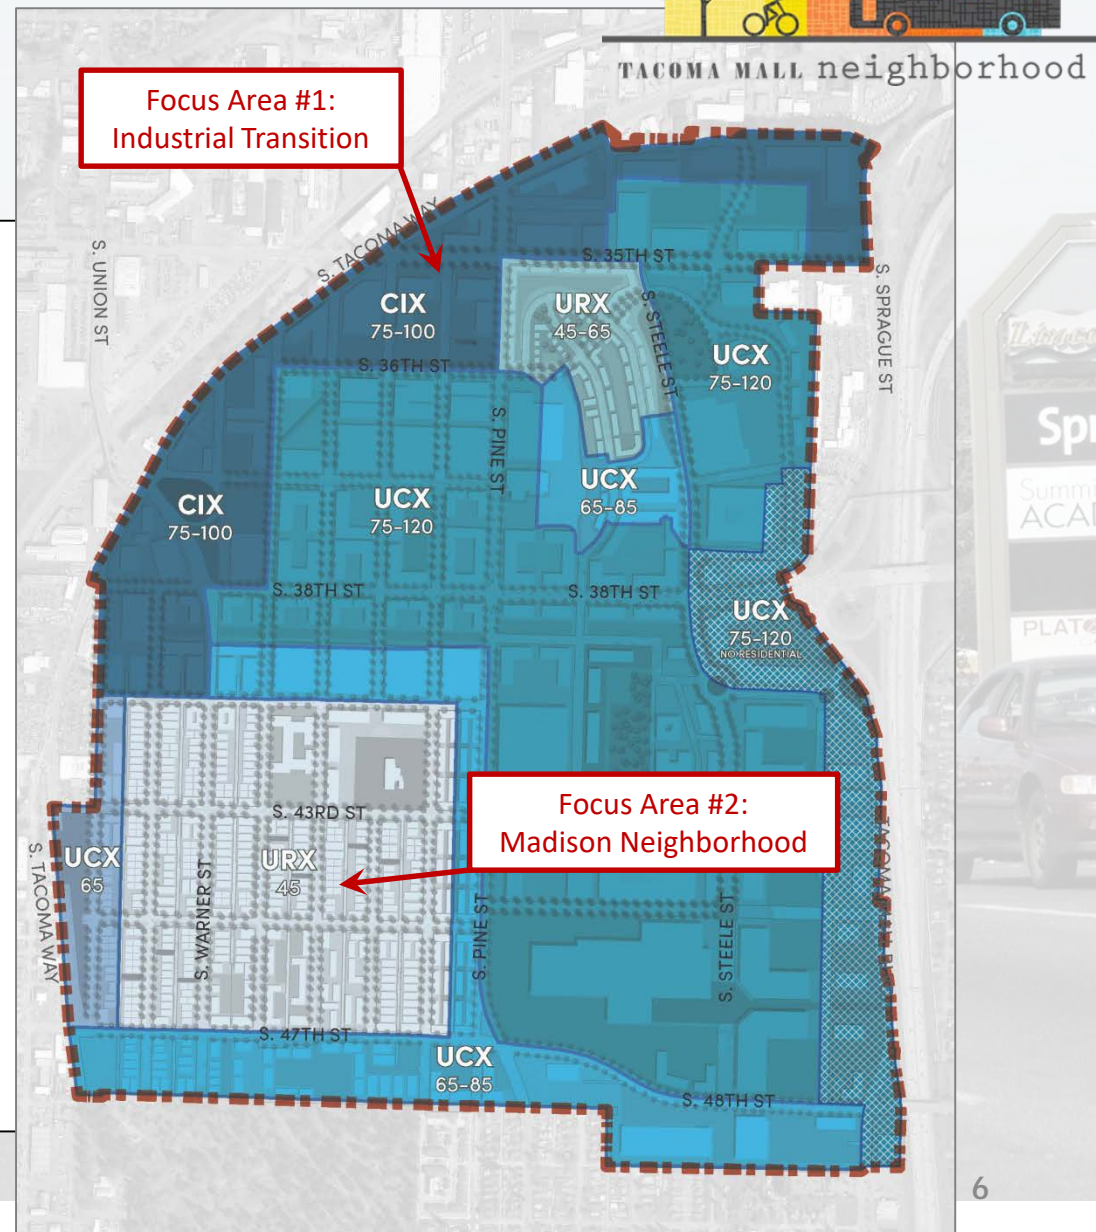 TACOMA MALL neighborhood
Focus Area #1:
Industrial Transition
S. UNION ST
S. TACOMA WAY
S. 35TH ST
S. SPRAGUE ST
CIX
75-100
URX
45-65
S. STEELE ST
UCX
75-120
S. 36TH ST
S. PINE ST
CIX
75-100
UCX
75-120
UCX
65-85
S. 38TH ST
S. 38TH ST
UCX
75-120
NO RESIDENTIAL
Focus Area #2:
Madison Neighborhood
S. 43RD ST
S. TACOMA WAY
UCX
65
S. WARNER ST
URX
45
S. PINE ST
S. STEELE ST
S. 47TH ST
UCX
65-85
S. 48TH ST
Spr
Summi
ACAD
PLAT
6